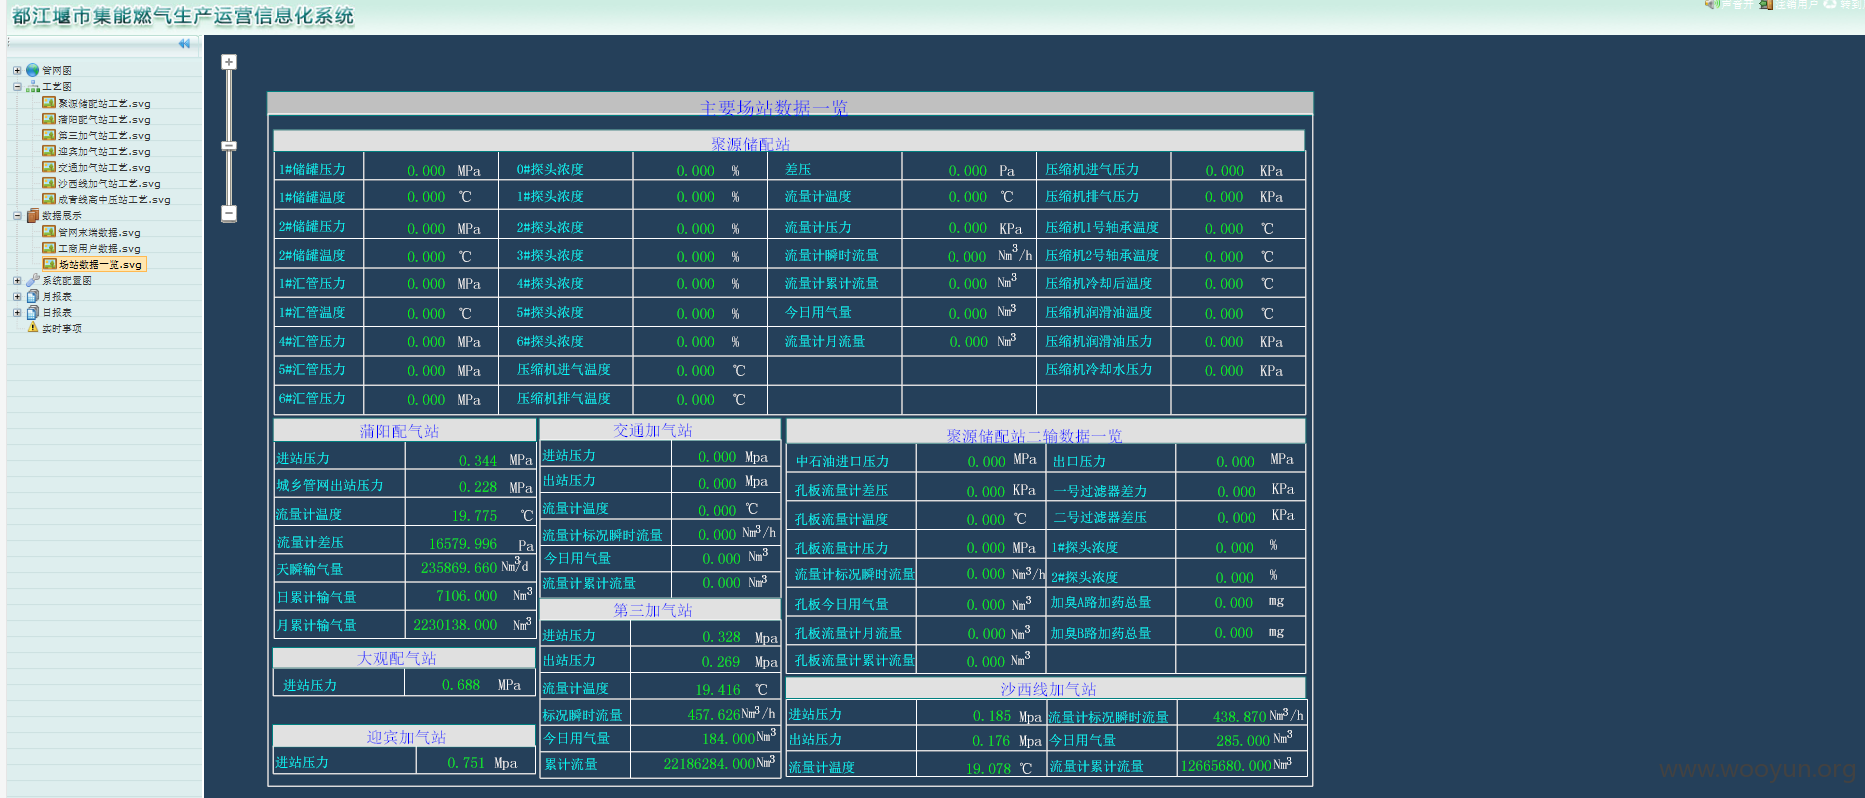 都江堰市集能燃气生产运营信息化系统
声音开 注销用户
管网图
工艺图
聚源储配站工艺.svg
蒲阳配气站工艺.svg
第三加气站工艺.svg
迎宾加气站工艺.svg
交通加气站工艺.svg
沙西线加气站工艺.svg
成青线高中压站工艺.svg
数据展示
管网末端数据.svg
工商用户数据.svg
场站数据一览.svg
系统配置图
月报表
日报表
实时事项
主要场站数据一览
聚源储配站
1#储罐压力 0.000 MPa 0#探头浓度 0.000 % 差压 0.000 Pa 压缩机进气压力 0.000 KPa
1#储罐温度 0.000 ℃ 1#探头浓度 0.000 % 流量计温度 0.000 ℃ 压缩机排气压力 0.000 KPa
2#储罐压力 0.000 MPa 2#探头浓度 0.000 % 流量计压力 0.000 KPa 压缩机1号轴承温度 0.000 ℃
2#储罐温度 0.000 ℃ 3#探头浓度 0.000 % 流量计瞬时流量 0.000 Nm³/h 压缩机2号轴承温度 0.000 ℃
1#汇管压力 0.000 MPa 4#探头浓度 0.000 % 流量计累计流量 0.000 Nm³ 压缩机冷却后温度 0.000 ℃
1#汇管温度 0.000 ℃ 5#探头浓度 0.000 % 今日用气量 0.000 Nm³ 压缩机润滑油温度 0.000 ℃
4#汇管压力 0.000 MPa 6#探头浓度 0.000 % 流量计月流量 0.000 Nm³ 压缩机润滑油压力 0.000 KPa
5#汇管压力 0.000 MPa 压缩机进气温度 0.000 ℃ 压缩机冷却水压力 0.000 KPa
6#汇管压力 0.000 MPa 压缩机排气温度 0.000 ℃
蒲阳配气站
进站压力 0.344 MPa
城乡管网出站压力 0.228 MPa
流量计温度 19.775 ℃
流量计差压 16579.996 Pa
天瞬输气量 235869.660 Nm³/d
日累计输气量 7106.000 Nm³
月累计输气量 2230138.000 Nm³
大观配气站
进站压力 0.688 MPa
迎宾加气站
进站压力 0.751 Mpa
交通加气站
进站压力 0.000 Mpa
出站压力 0.000 Mpa
流量计温度 0.000 ℃
流量计标况瞬时流量 0.000 Nm³/h
今日用气量 0.000 Nm³
流量计累计流量 0.000 Nm³
第三加气站
进站压力 0.328 Mpa
出站压力 0.269 Mpa
流量计温度 19.416 ℃
标况瞬时流量 457.626 Nm³/h
今日用气量 184.000 Nm³
累计流量 22186284.000 Nm³
聚源储配站二输数据一览
中石油进口压力 0.000 MPa 出口压力 0.000 MPa
孔板流量计差压 0.000 KPa 一号过滤器差力 0.000 KPa
孔板流量计温度 0.000 ℃ 二号过滤器差压 0.000 KPa
孔板流量计压力 0.000 MPa 1#探头浓度 0.000 %
流量计标况瞬时流量 0.000 Nm³/h 2#探头浓度 0.000 %
孔板今日用气量 0.000 Nm³ 加臭A路加药总量 0.000 mg
孔板流量计月流量 0.000 Nm³ 加臭B路加药总量 0.000 mg
孔板流量计累计流量 0.000 Nm³
沙西线加气站
进站压力 0.185 Mpa 流量计标况瞬时流量 438.870 Nm³/h
出站压力 0.176 Mpa 今日用气量 285.000 Nm³
流量计温度 19.078 ℃ 流量计累计流量 12665680.000 Nm³
www.wooyun.org